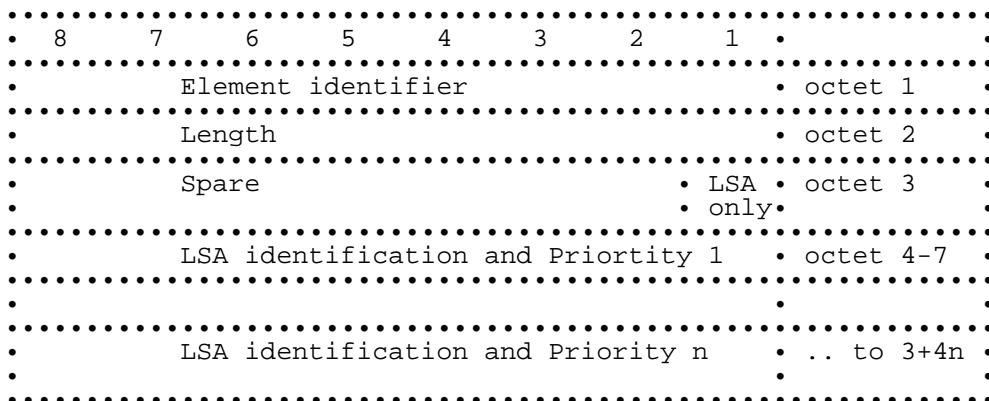 8 7 6 5 4 3 2 1
Element identifier octet 1
Length octet 2
Spare LSA octet 3
only
LSA identification and Priortity 1 octet 4-7
LSA identification and Priority n .. to 3+4n